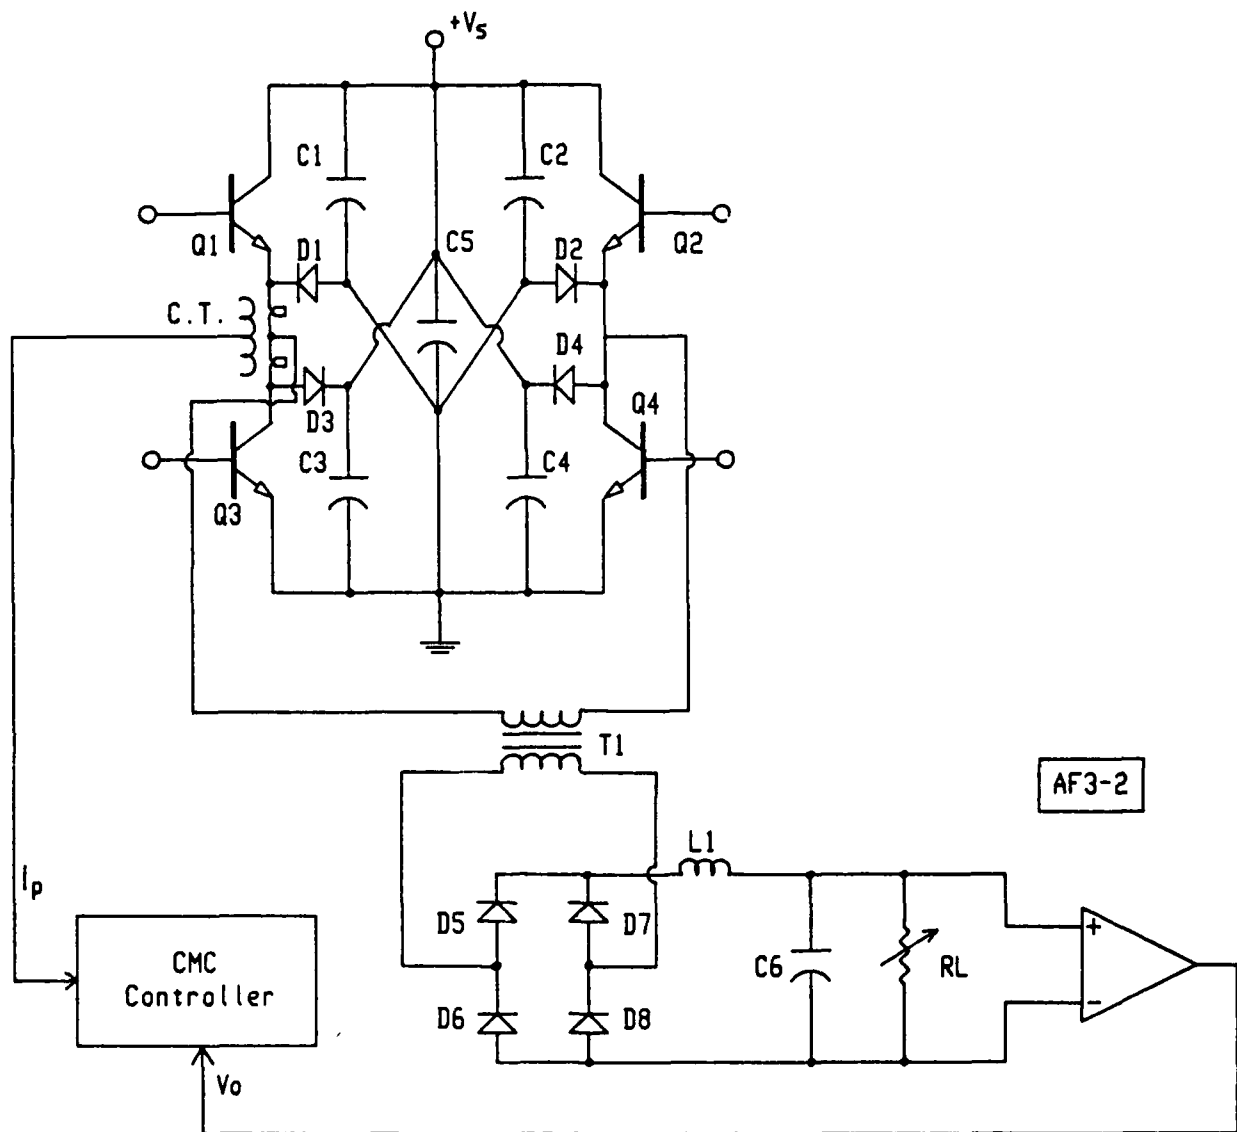 +Vs
C1
C2
Q1
D1
C5
D2
Q2
C.T.
D4
D3
Q4
C3
C4
Q3
T1
AF3-2
L1
Ip
D5
D7
CMC
Controller
C6
RL
+
−
D6
D8
Vo